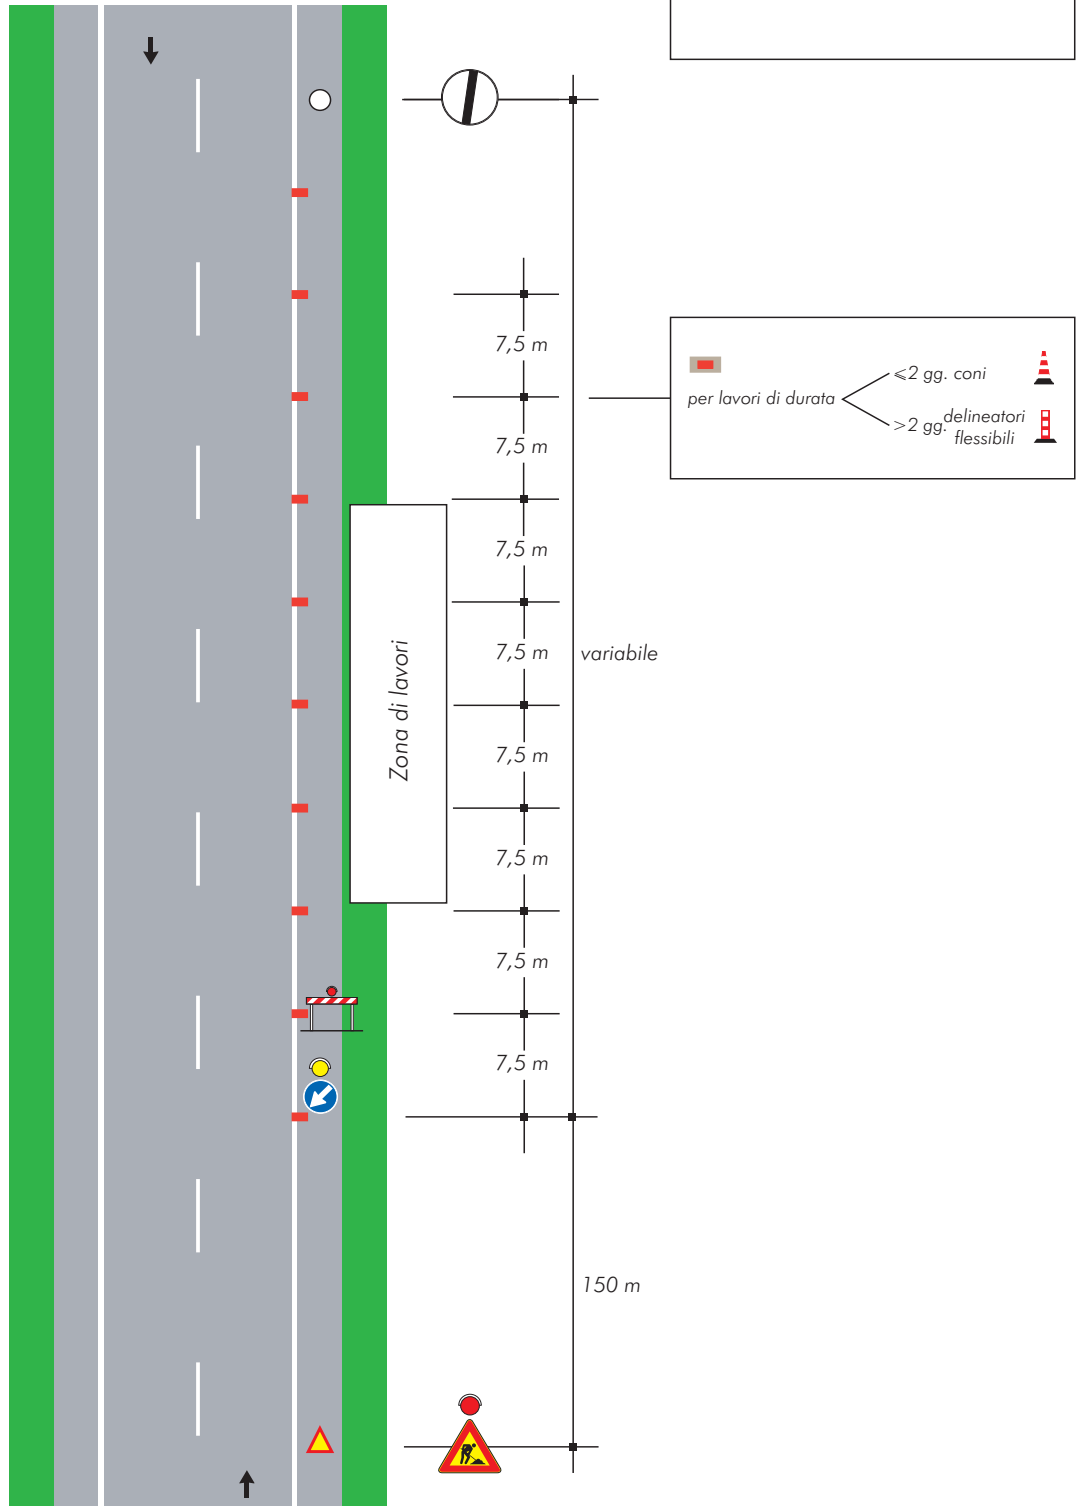 7,5 m
7,5 m
7,5 m
7,5 m
7,5 m
7,5 m
7,5 m
7,5 m
variabile
150 m
Zona di lavori
per lavori di durata
⩽2 gg. coni
>2 gg. delineatori
flessibili